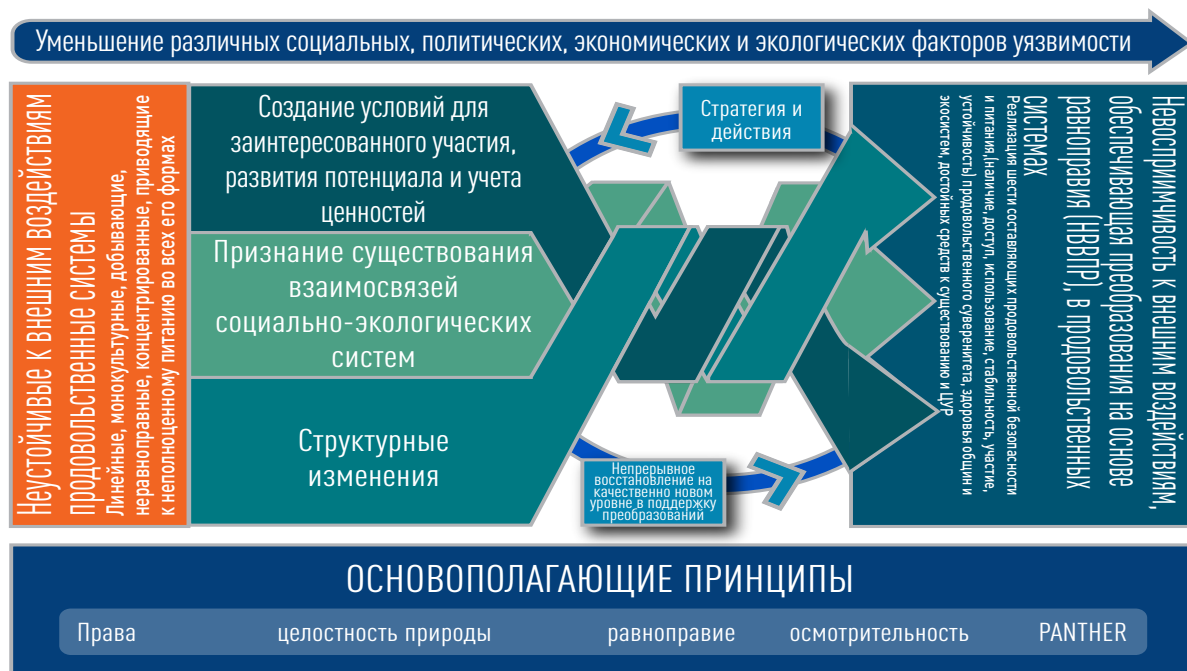 Уменьшение различных социальных, политических, экономических и экологических факторов уязвимости
Неустойчивые к внешним воздействиям
продовольственные системы
Линейные, монокультурные, добывающие,
неравноправные, концентрированные, приводящие
к неполноценному питанию во всех его формах
Создание условий для
заинтересованного участия,
развития потенциала и учета
ценностей
Признание существования
взаимосвязей
социально-экологических
систем
Структурные
изменения
Стратегия и
действия
Непрерывное
восстановление на
качественно новом
уровне в поддержку
преобразований
Невосприимчивость к внешним воздействиям,
обеспечивающая преобразования на основе
равноправия (НВВПР), в продовольственных
системах
Реализация шести составляющих продовольственной безопасности
и питания,(наличие, доступ, использование, стабильность, участие,
устойчивость) продовольственного суверенитета, здоровья общин и
экосистем, достойных средств к существованию и ЦУР
ОСНОВОПОЛАГАЮЩИЕ ПРИНЦИПЫ
Права целостность природы равноправие осмотрительность PANTHER